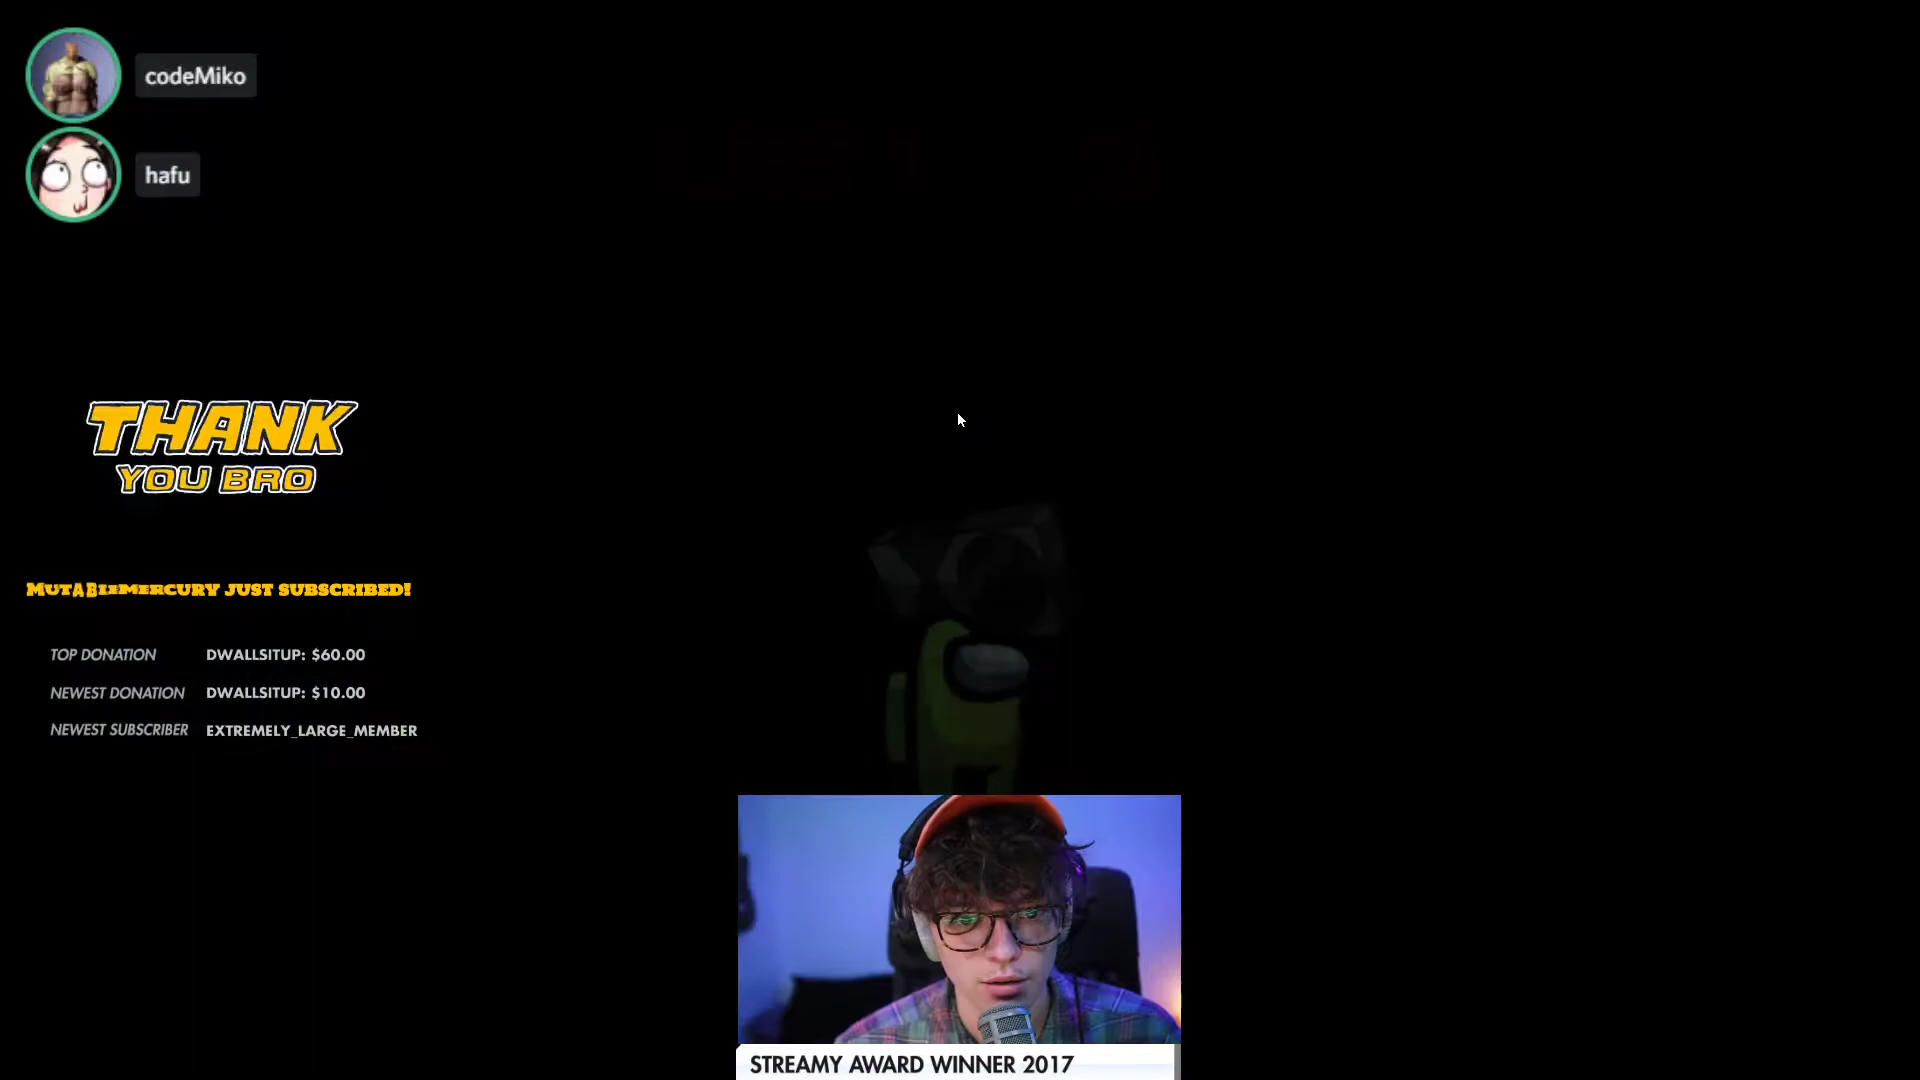 codeMiko
hafu
THANK
YOU BRO
MUTABLEMERCURY JUST SUBSCRIBED!
TOP DONATION DWALLSITUP: $60.00
NEWEST DONATION DWALLSITUP: $10.00
NEWEST SUBSCRIBER EXTREMELY_LARGE_MEMBER
STREAMY AWARD WINNER 2017